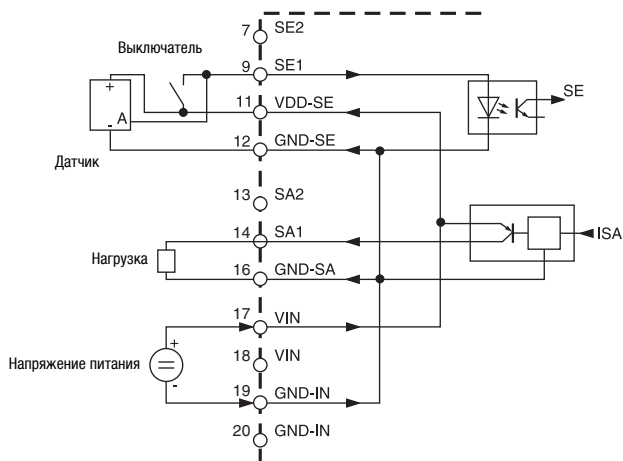 7 SE2
Выключатель
9 SE1
11 VDD-SE
SE
+
A
-
12 GND-SE
Датчик
13 SA2
14 SA1
ISA
Нагрузка
16 GND-SA
17 VIN
+
Напряжение питания
18 VIN
-
19 GND-IN
20 GND-IN